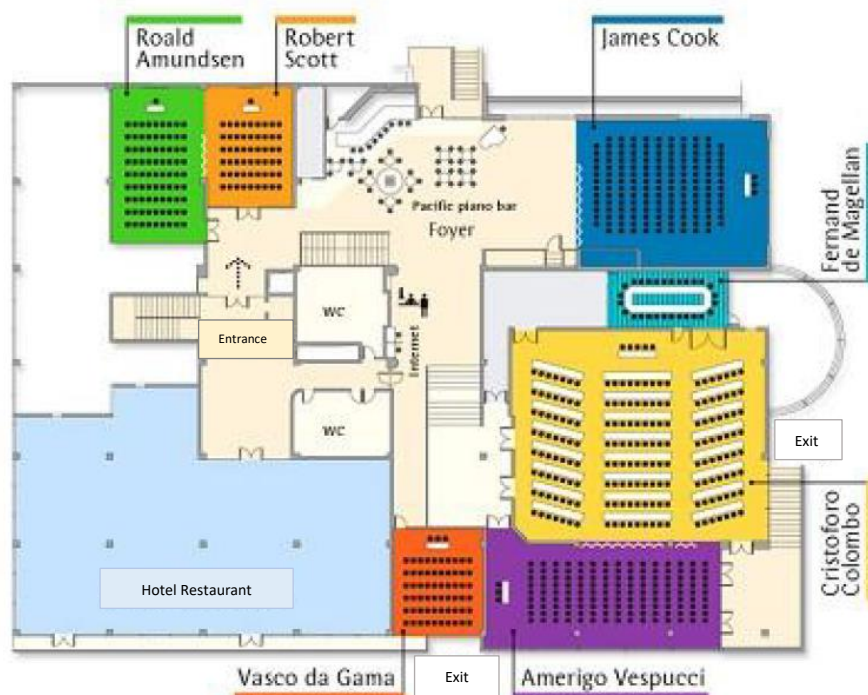 Roald
Amundsen
Robert
Scott
James Cook
Fernand
de Magellan
Pacific piano bar
Foyer
WC
Internet
Entrance
WC
Exit
Cristoforo
Colombo
Hotel Restaurant
Vasco da Gama
Exit
Amerigo Vespucci